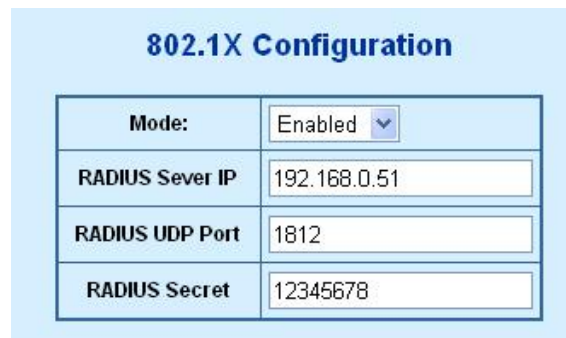 802.1X Configuration
Mode: Enabled
RADIUS Sever IP 192.168.0.51
RADIUS UDP Port 1812
RADIUS Secret 12345678